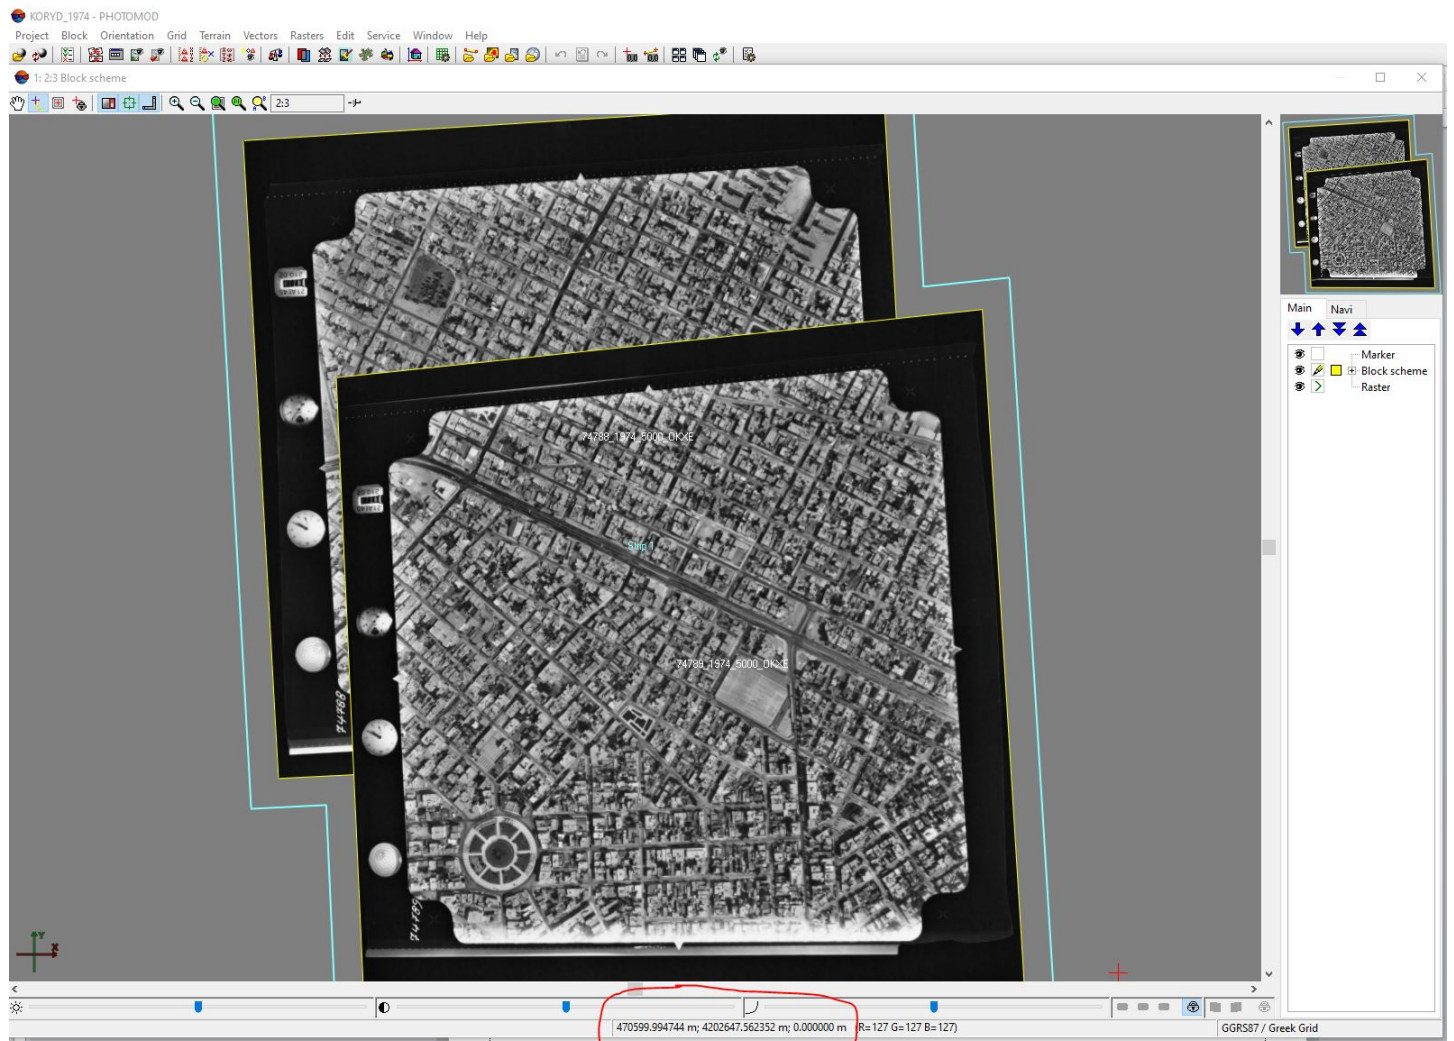 KORYD_1974 - PHOTOMOD
Project Block Orientation Grid Terrain Vectors Rasters Edit Service Window Help
1: 2:3 Block scheme
2:3
Main Navi
Marker
Block scheme
Raster
74788_1974_5000_OKXE
Strip 1
74789_1974_5000_OKXE
74788
74789
Y
X
470599.994744 m; 4202647.562352 m; 0.000000 m (R=127 G=127 B=127)
GGRS87 / Greek Grid